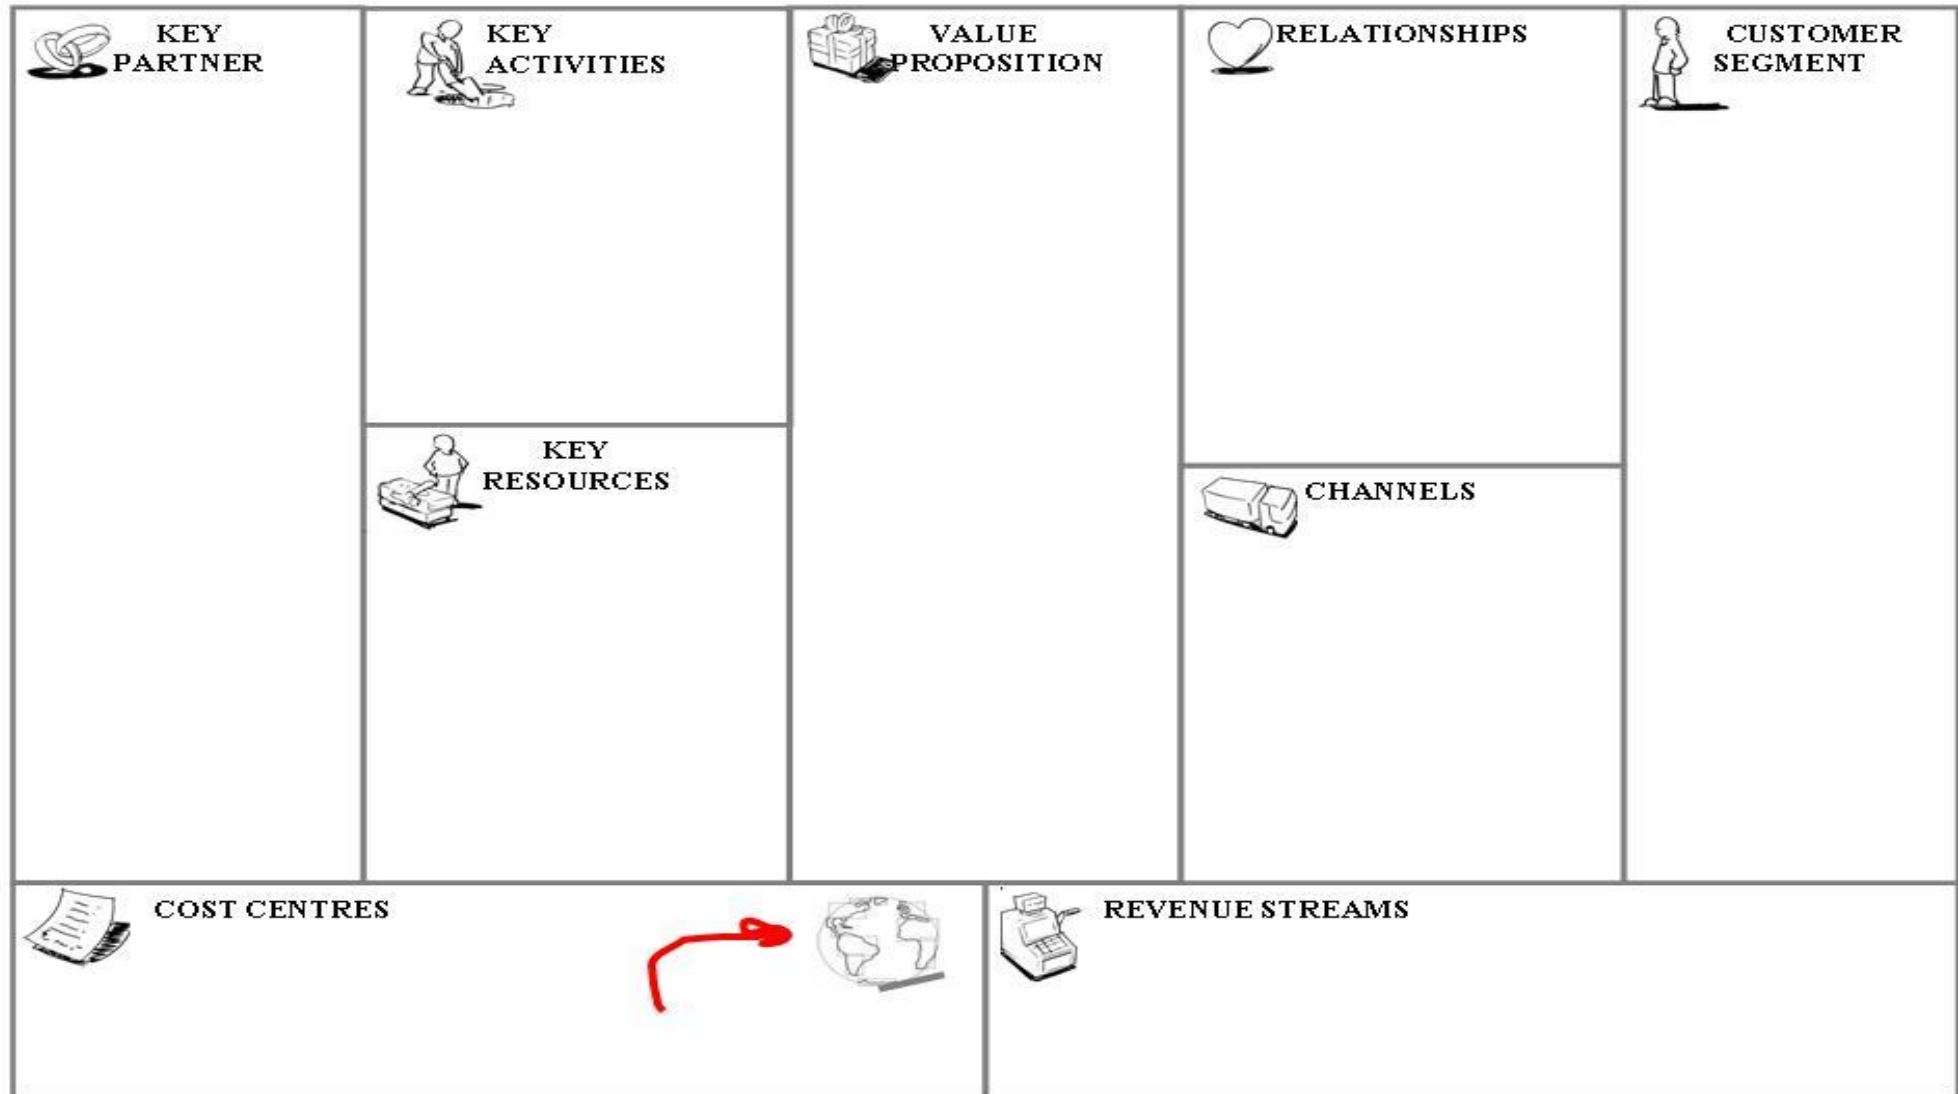 KEY
PARTNER
KEY
ACTIVITIES
VALUE
PROPOSITION
RELATIONSHIPS
CUSTOMER
SEGMENT
KEY
RESOURCES
CHANNELS
COST CENTRES
REVENUE STREAMS